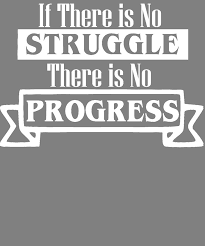 If There is No
STRUGGLE
There is No
PROGRESS